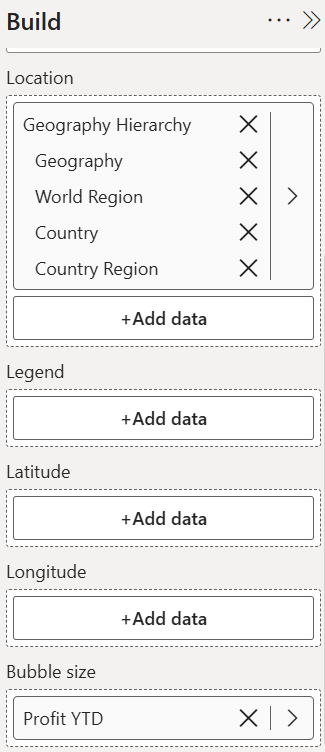 Build
Location
Geography Hierarchy
Geography
World Region
Country
Country Region
+Add data
Legend
+Add data
Latitude
+Add data
Longitude
+Add data
Bubble size
Profit YTD